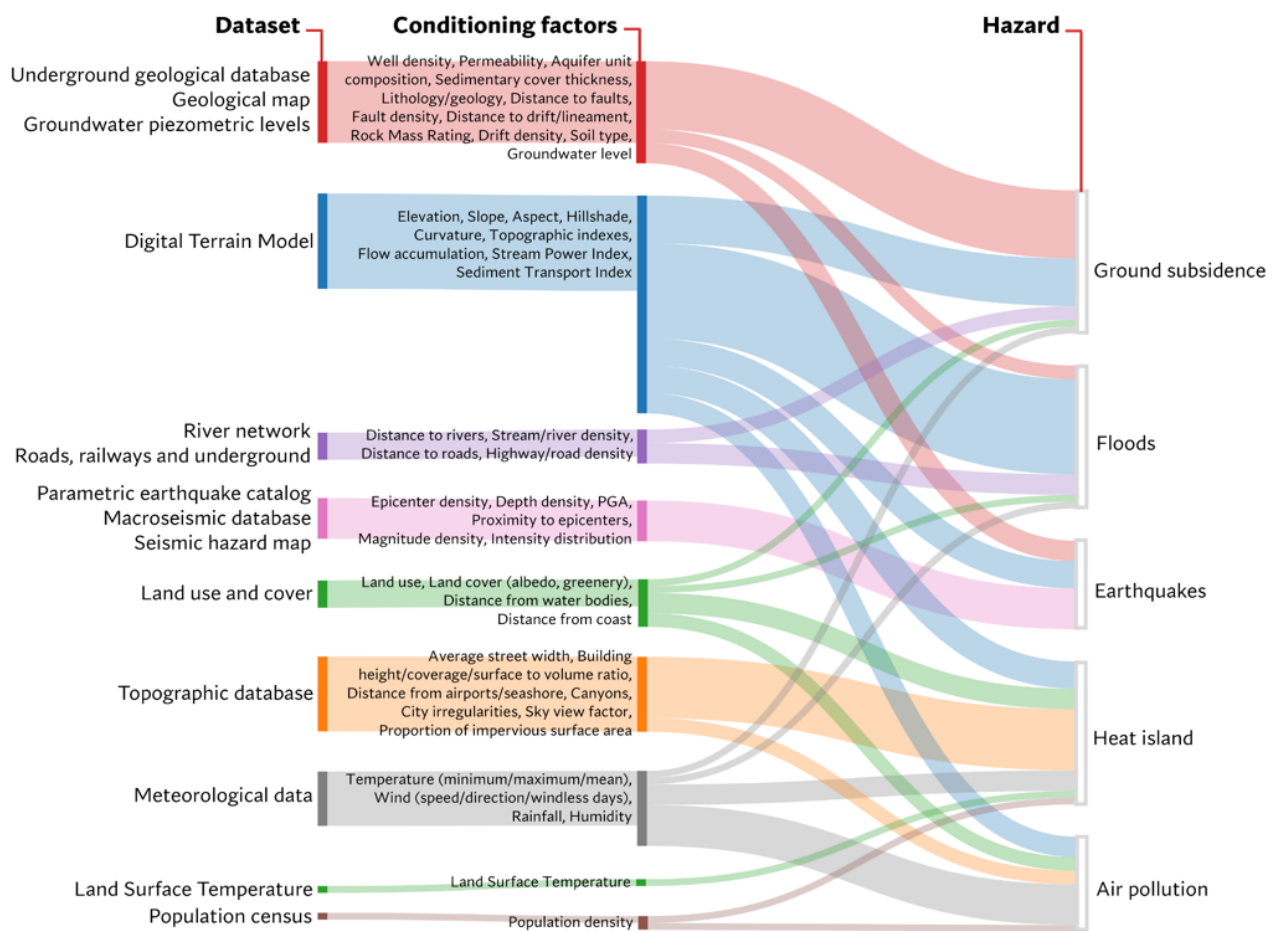 Dataset
Conditioning factors
Hazard
Underground geological database
Geological map
Groundwater piezometric levels
Well density, Permeability, Aquifer unit
composition, Sedimentary cover thickness,
Lithology/geology, Distance to faults,
Fault density, Distance to drift/lineament,
Rock Mass Rating, Drift density, Soil type,
Groundwater level
Digital Terrain Model
Elevation, Slope, Aspect, Hillshade,
Curvature, Topographic indexes,
Flow accumulation, Stream Power Index,
Sediment Transport Index
Ground subsidence
River network
Roads, railways and underground
Distance to rivers, Stream/river density,
Distance to roads, Highway/road density
Floods
Parametric earthquake catalog
Macroseismic database
Seismic hazard map
Epicenter density, Depth density, PGA,
Proximity to epicenters,
Magnitude density, Intensity distribution
Land use and cover
Land use, Land cover (albedo, greenery),
Distance from water bodies,
Distance from coast
Earthquakes
Topographic database
Average street width, Building
height/coverage/surface to volume ratio,
Distance from airports/seashore, Canyons,
City irregularities, Sky view factor,
Proportion of impervious surface area
Heat island
Meteorological data
Temperature (minimum/maximum/mean),
Wind (speed/direction/windless days),
Rainfall, Humidity
Land Surface Temperature
Land Surface Temperature
Air pollution
Population census
Population density